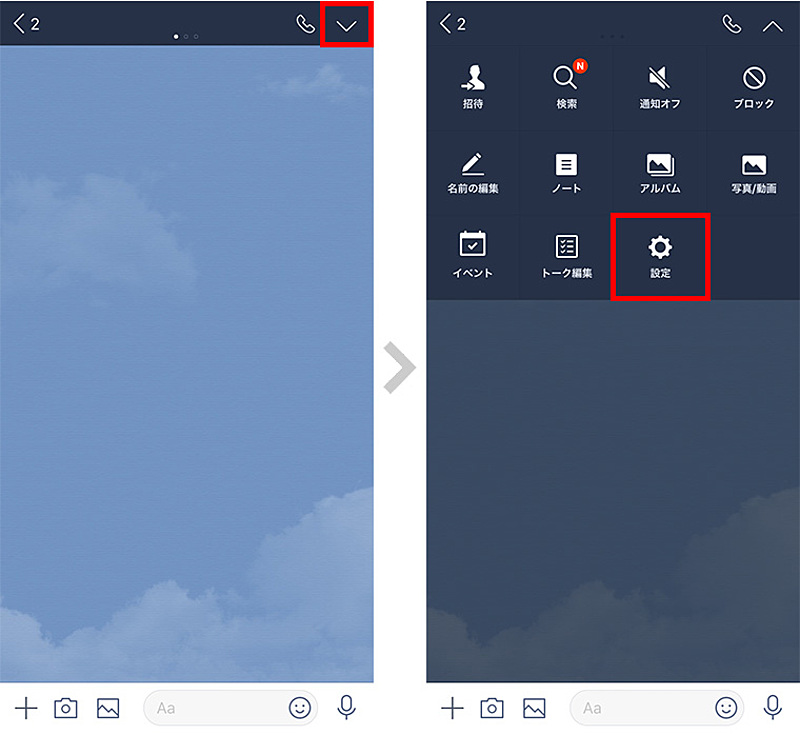 2
Aa
2
招待
N
検索
通知オフ
ブロック
名前の編集
ノート
アルバム
写真/動画
イベント
トーク編集
設定
Aa